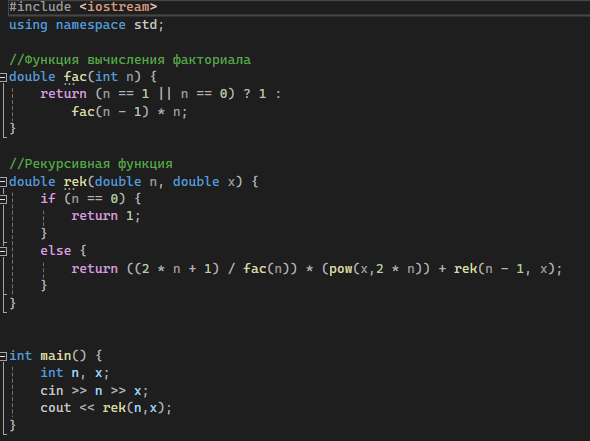 #include <iostream>
using namespace std;
//Функция вычисления факториала
double fac(int n) {
return (n == 1 || n == 0) ? 1 :
fac(n - 1) * n;
}
//Рекурсивная функция
double rek(double n, double x) {
if (n == 0) {
return 1;
}
else {
return ((2 * n + 1) / fac(n)) * (pow(x,2 * n)) + rek(n - 1, x);
}
}
int main() {
int n, x;
cin >> n >> x;
cout << rek(n,x);
}